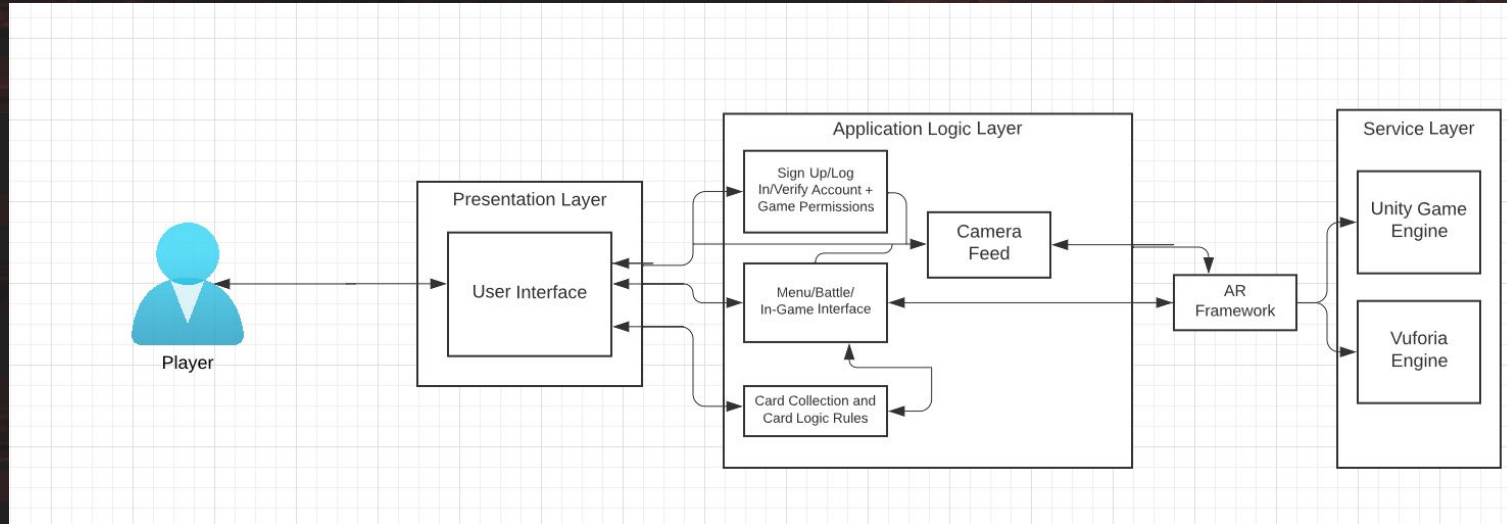 Player
Presentation Layer
User Interface
Application Logic Layer
Sign Up/Log
In/Verify Account +
Game Permissions
Camera
Feed
Menu/Battle/
In-Game Interface
Card Collection and
Card Logic Rules
AR
Framework
Service Layer
Unity Game
Engine
Vuforia
Engine